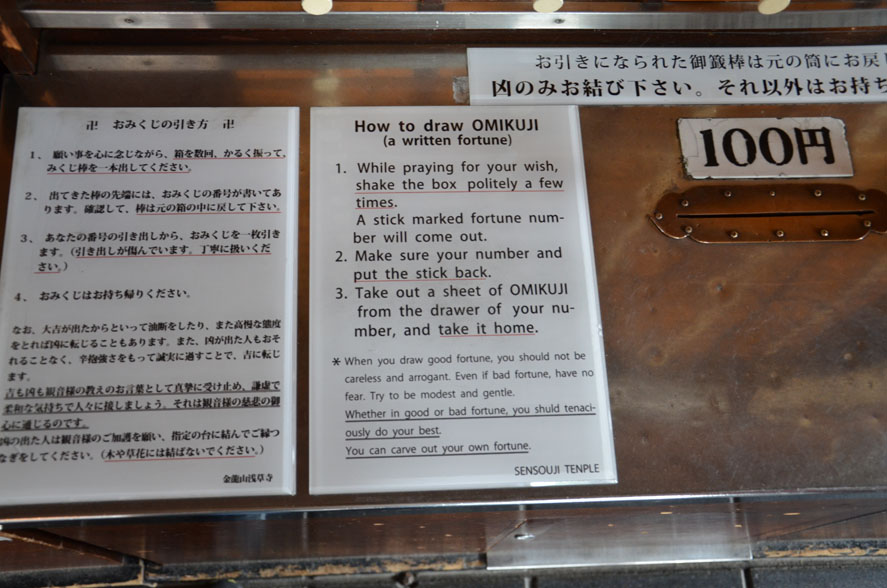 お引きになられた御籤棒は元の筒にお戻し
凶のみお結び下さい。それ以外はお持ち
100円
卍 おみくじの引き方 卍
1、願い事を心に念じながら、箱を数回、かるく振って、
みくじ棒を一本出してください。
2、出てきた棒の先端には、おみくじの番号が書いてあ
ります。確認して、棒は元の箱の中に戻して下さい。
3、あなたの番号の引き出しから、おみくじを一枚引き
ます。（引き出しが傷んでいます。丁寧に扱いくだ
さい。）
4、おみくじはお持ち帰りください。
なお、大吉が出たからといって油断をしたり、また高慢な態度
をとれば凶に転じることもあります。また、凶が出た人もおそ
れることなく、辛抱強さをもって誠実に過すことで、吉に転じ
ます。
吉も凶も観音様の教えのお言葉として真摯に受け止め、謙虚で
柔和な気持ちで人々に接しましょう。それは観音様の慈悲の御
心に通じるのです。
凶の出た人は観音様のご加護を願い、指定の台に結んでご縁つ
なぎをしてください。（木や草花には結ばないでください。）
金龍山浅草寺
How to draw OMIKUJI
(a written fortune)
1. While praying for your wish,
shake the box politely a few
times.
A stick marked fortune num-
ber will come out.
2. Make sure your number and
put the stick back.
3. Take out a sheet of OMIKUJI
from the drawer of your nu-
mber, and take it home.
* When you draw good fortune, you should not be
careless and arrogant. Even if bad fortune, have no
fear. Try to be modest and gentle.
Whether in good or bad fortune, you shuld tenaci-
ously do your best.
You can carve out your own fortune.
SENSOUJI TENPLE